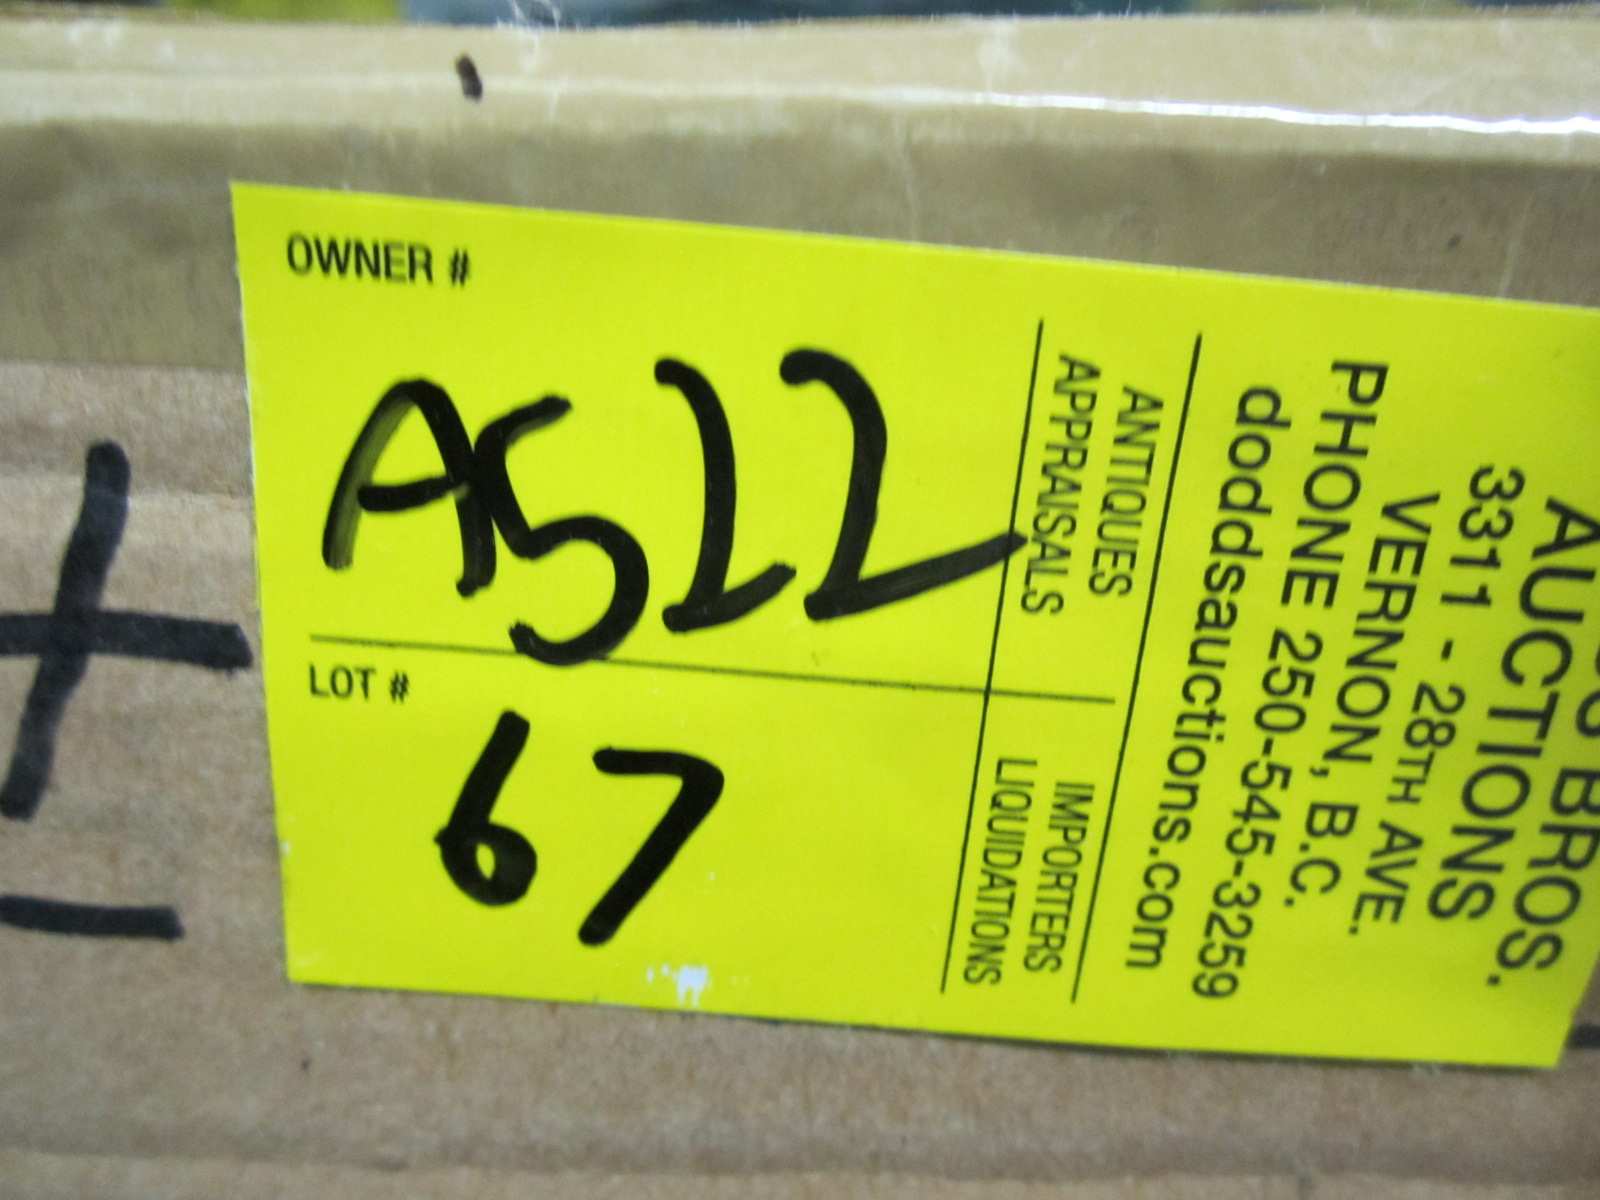 OWNER #
A522
LOT #
67
ANTIQUES
APPRAISALS
IMPORTERS
LIQUIDATIONS
BROS.
AUCTIONS
3311 - 28TH AVE.
VERNON, B.C.
PHONE 250-545-3259
doddsauctions.com